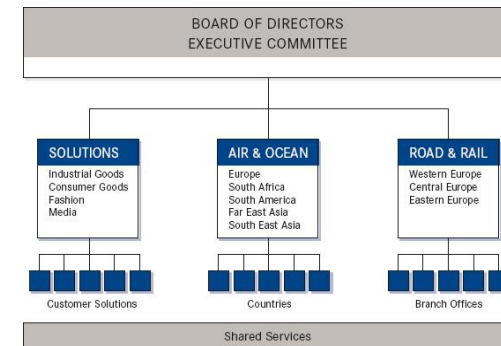 BOARD OF DIRECTORS
EXECUTIVE COMMITTEE
SOLUTIONS
Industrial Goods
Consumer Goods
Fashion
Media
AIR & OCEAN
Europe
South Africa
South America
Far East Asia
South East Asia
ROAD & RAIL
Western Europe
Central Europe
Eastern Europe
Customer Solutions
Countries
Branch Offices
Shared Services